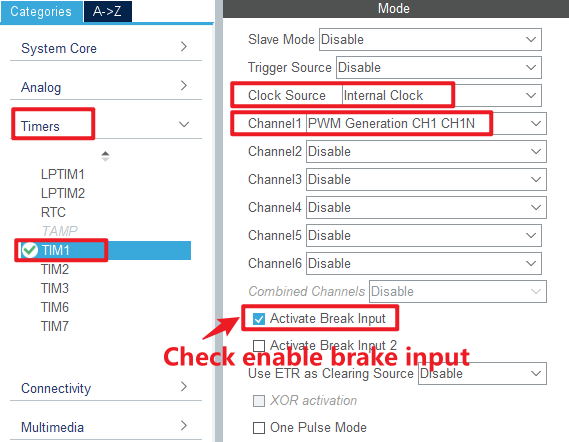 Categories A->Z
System Core
Analog
Timers
LPTIM1
LPTIM2
RTC
TAMP
TIM1
TIM2
TIM3
TIM6
TIM7
Connectivity
Multimedia
Mode
Slave Mode Disable
Trigger Source Disable
Clock Source Internal Clock
Channel1 PWM Generation CH1 CH1N
Channel2 Disable
Channel3 Disable
Channel4 Disable
Channel5 Disable
Channel6 Disable
Combined Channels Disable
Activate Break Input
Activate Break Input 2
Check enable brake input
Use ETR as Clearing Source Disable
XOR activation
One Pulse Mode